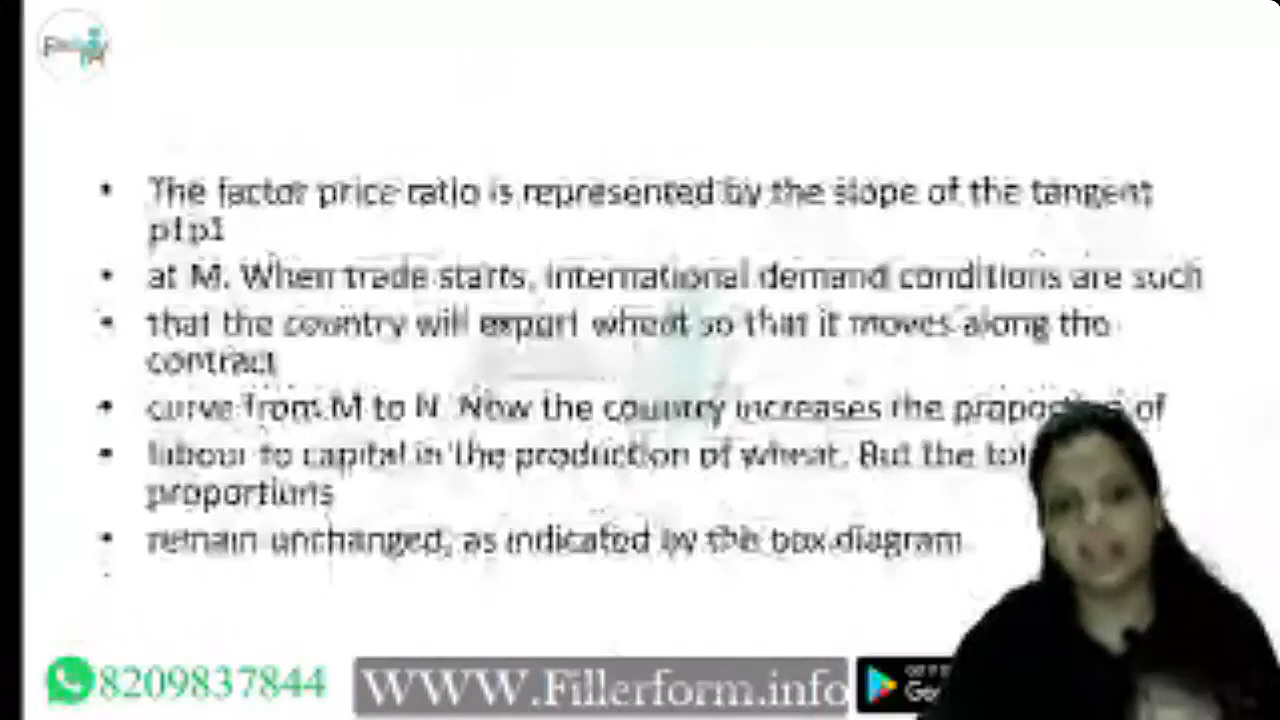 • The factor price ratio is represented by the slope of the tangent
p1p1
• at M. When trade starts, international demand conditions are such
• that the country will export wheat so that it moves along the
contract
• curve from M to N. Now the country increases the proportion of
• labour to capital in the production of wheat. But the
proportions
• remain unchanged, as indicated by the box diagram
8209837844
WWW.Fillerform.info